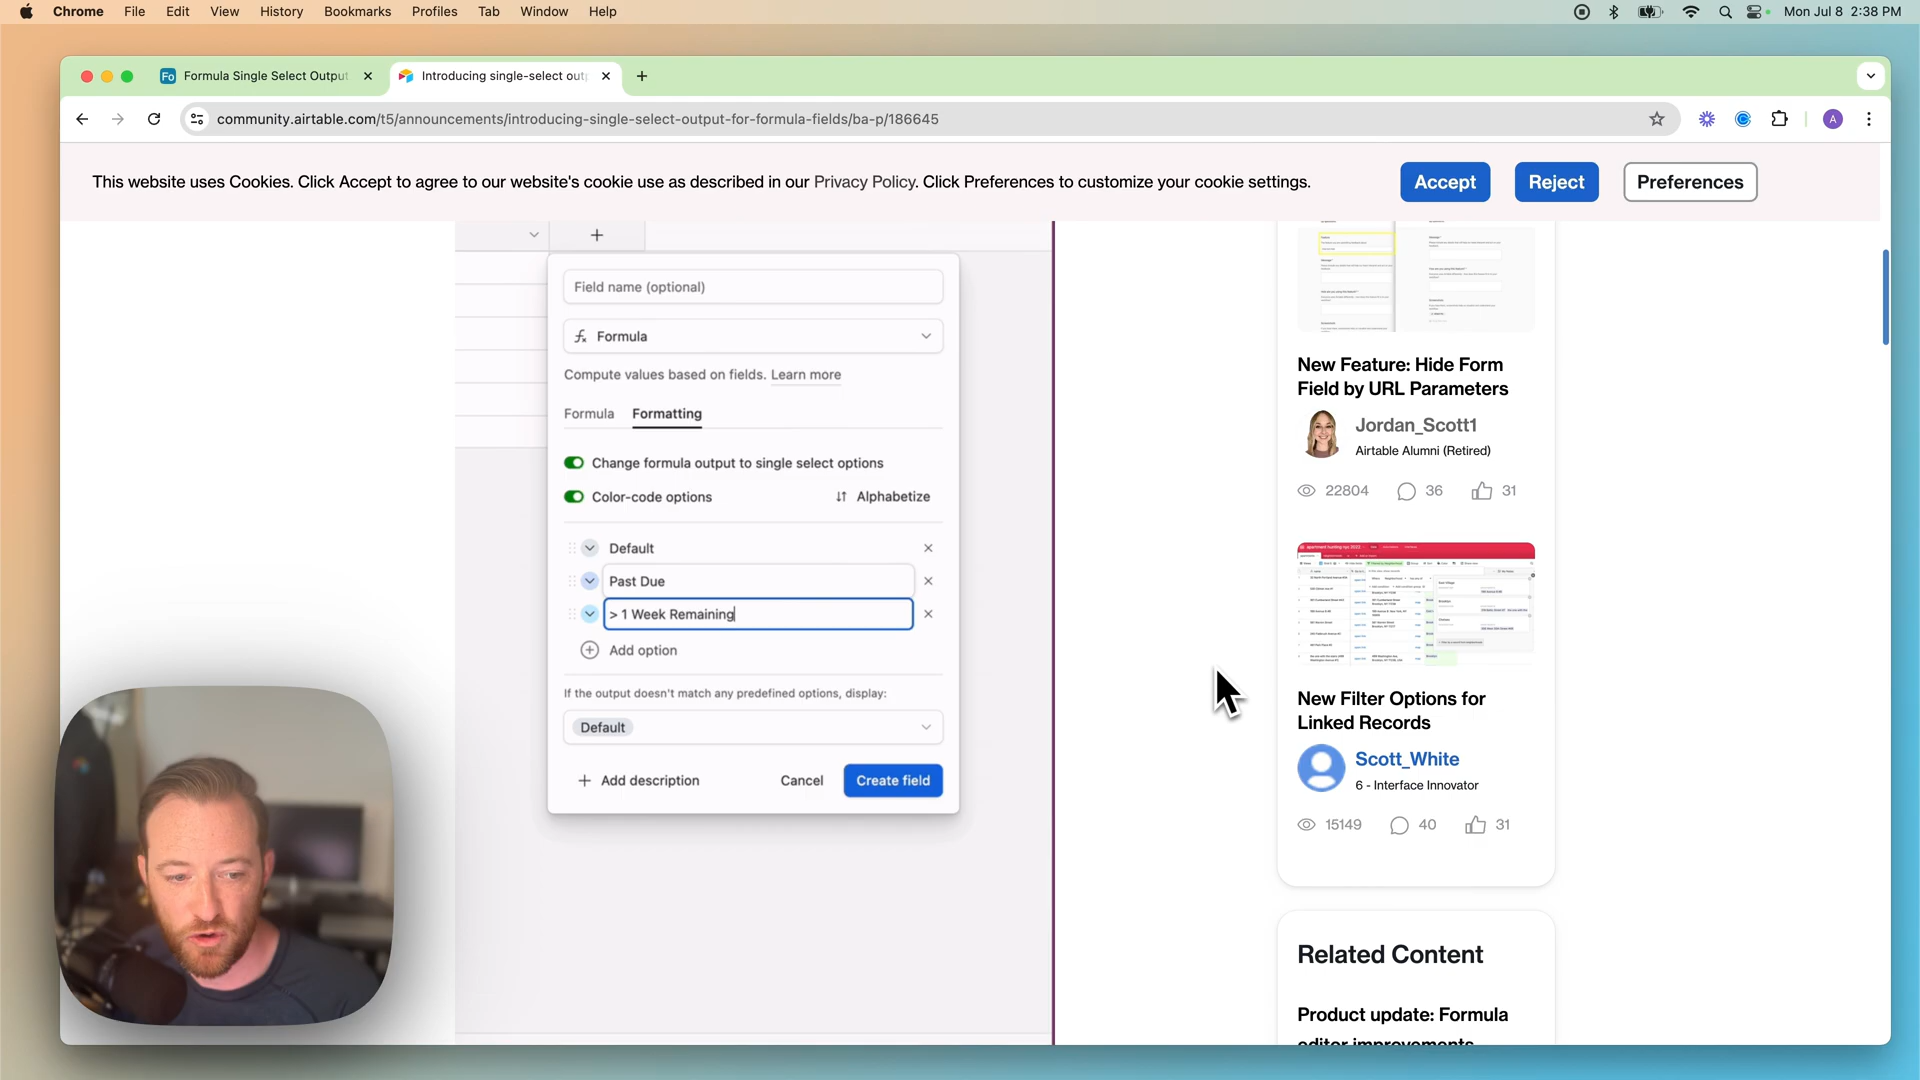 Chrome File Edit View History Bookmarks Profiles Tab Window Help Mon Jul 8 2:38 PM
Fo Formula Single Select Output Introducing single-select out
community.airtable.com/t5/announcements/introducing-single-select-output-for-formula-fields/ba-p/186645 A
This website uses Cookies. Click Accept to agree to our website's cookie use as described in our Privacy Policy. Click Preferences to customize your cookie settings. Accept Reject Preferences
Field name (optional)
Formula
Compute values based on fields. Learn more
Formula Formatting
Change formula output to single select options
Color-code options Alphabetize
Default
Past Due
> 1 Week Remaining
Add option
If the output doesn't match any predefined options, display:
Default
Add description Cancel Create field
New Feature: Hide Form
Field by URL Parameters
Jordan_Scott1
Airtable Alumni (Retired)
22804 36 31
New Filter Options for
Linked Records
Scott_White
6 - Interface Innovator
15149 40 31
Related Content
Product update: Formula
editor improvements